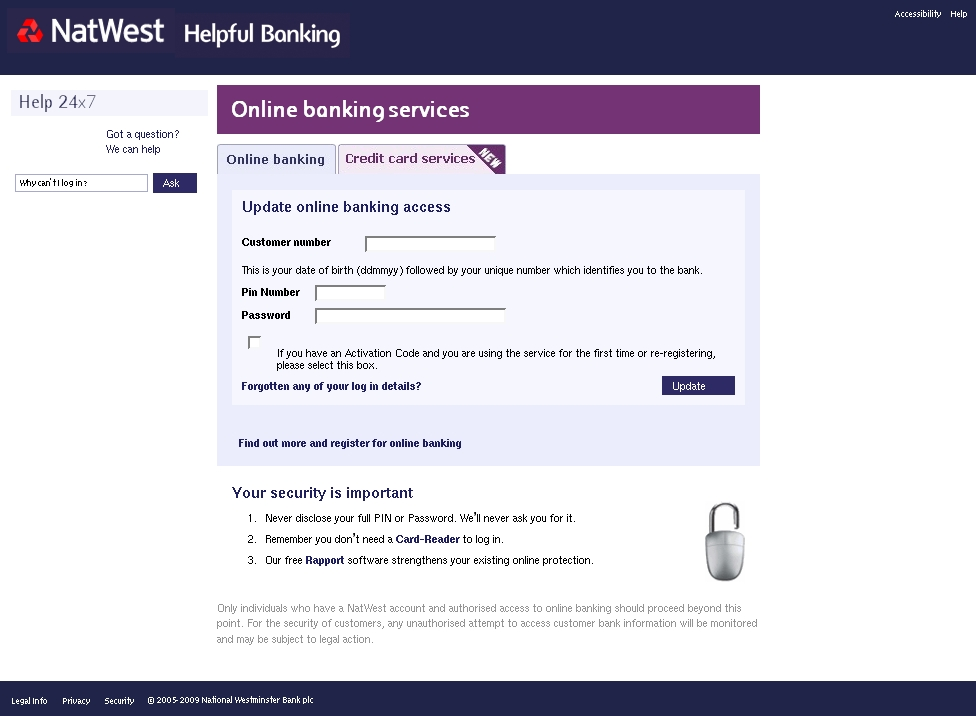 NatWest Helpful Banking
Accessibility Help
Help 24x7
Got a question?
We can help
Why can't I log in?
Ask
Online banking services
Online banking
Credit card services
NEW
Update online banking access
Customer number
This is your date of birth (ddmmyy) followed by your unique number which identifies you to the bank.
Pin Number
Password
If you have an Activation Code and you are using the service for the first time or re-registering,
please select this box.
Forgotten any of your log in details?
Update
Find out more and register for online banking
Your security is important
1. Never disclose your full PIN or Password. We'll never ask you for it.
2. Remember you don't need a Card-Reader to log in.
3. Our free Rapport software strengthens your existing online protection.
Only individuals who have a NatWest account and authorised access to online banking should proceed beyond this
point. For the security of customers, any unauthorised attempt to access customer bank information will be monitored
and may be subject to legal action.
Legal Info Privacy Security © 2005-2009 National Westminster Bank plc